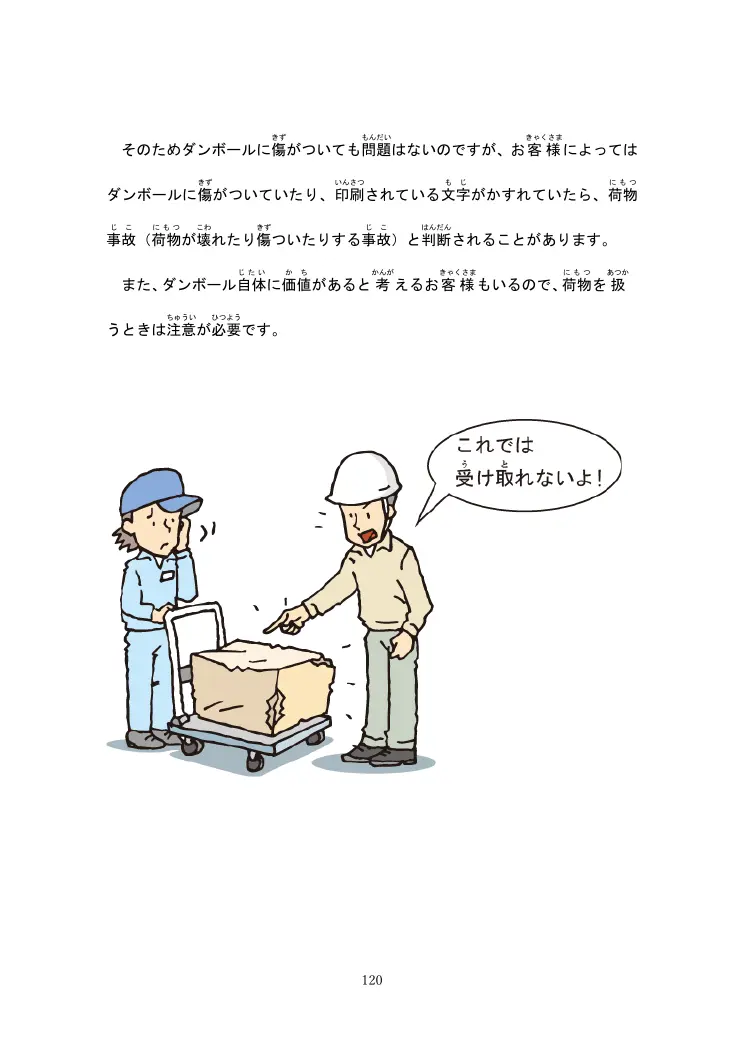 そのためダンボールに傷がついても問題はないのですが、お客様によっては
ダンボールに傷がついていたり、印刷されている文字がかすれていたら、荷物
事故（荷物が壊れたり傷ついたりする事故）と判断されることがあります。
また、ダンボール自体に価値があると考えるお客様もいるので、荷物を扱
うときは注意が必要です。
これでは
受け取れないよ！
120